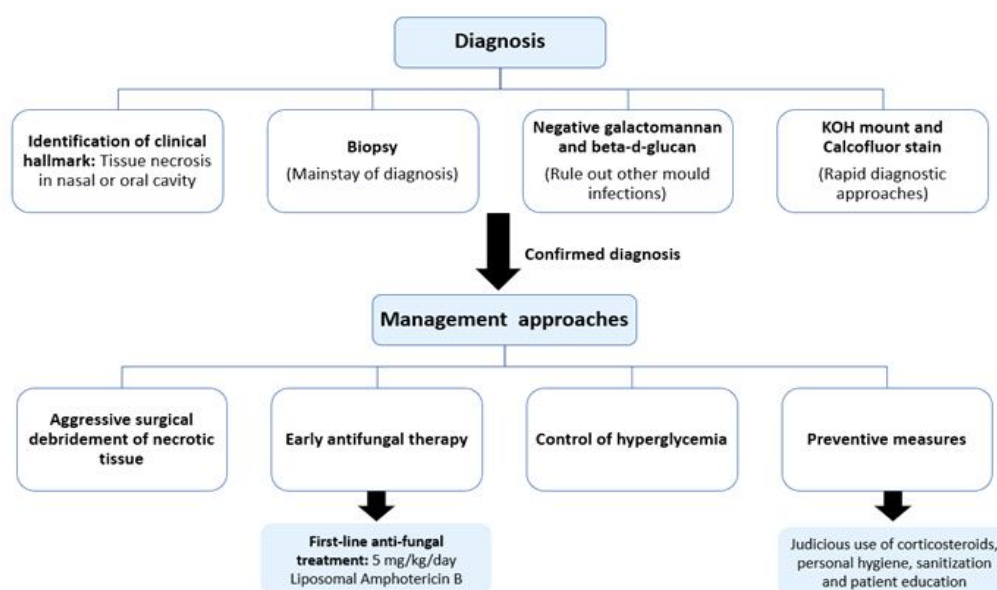 Diagnosis
Identification of clinical
hallmark: Tissue necrosis
in nasal or oral cavity
Biopsy
(Mainstay of diagnosis)
Negative galactomannan
and beta-d-glucan
(Rule out other mould
infections)
KOH mount and
Calcofluor stain
(Rapid diagnostic
approaches)
Confirmed diagnosis
Management approaches
Aggressive surgical
debridement of necrotic
tissue
Early antifungal therapy
Control of hyperglycemia
Preventive measures
First-line anti-fungal
treatment: 5 mg/kg/day
Liposomal Amphotericin B
Judicious use of corticosteroids,
personal hygiene, sanitization
and patient education